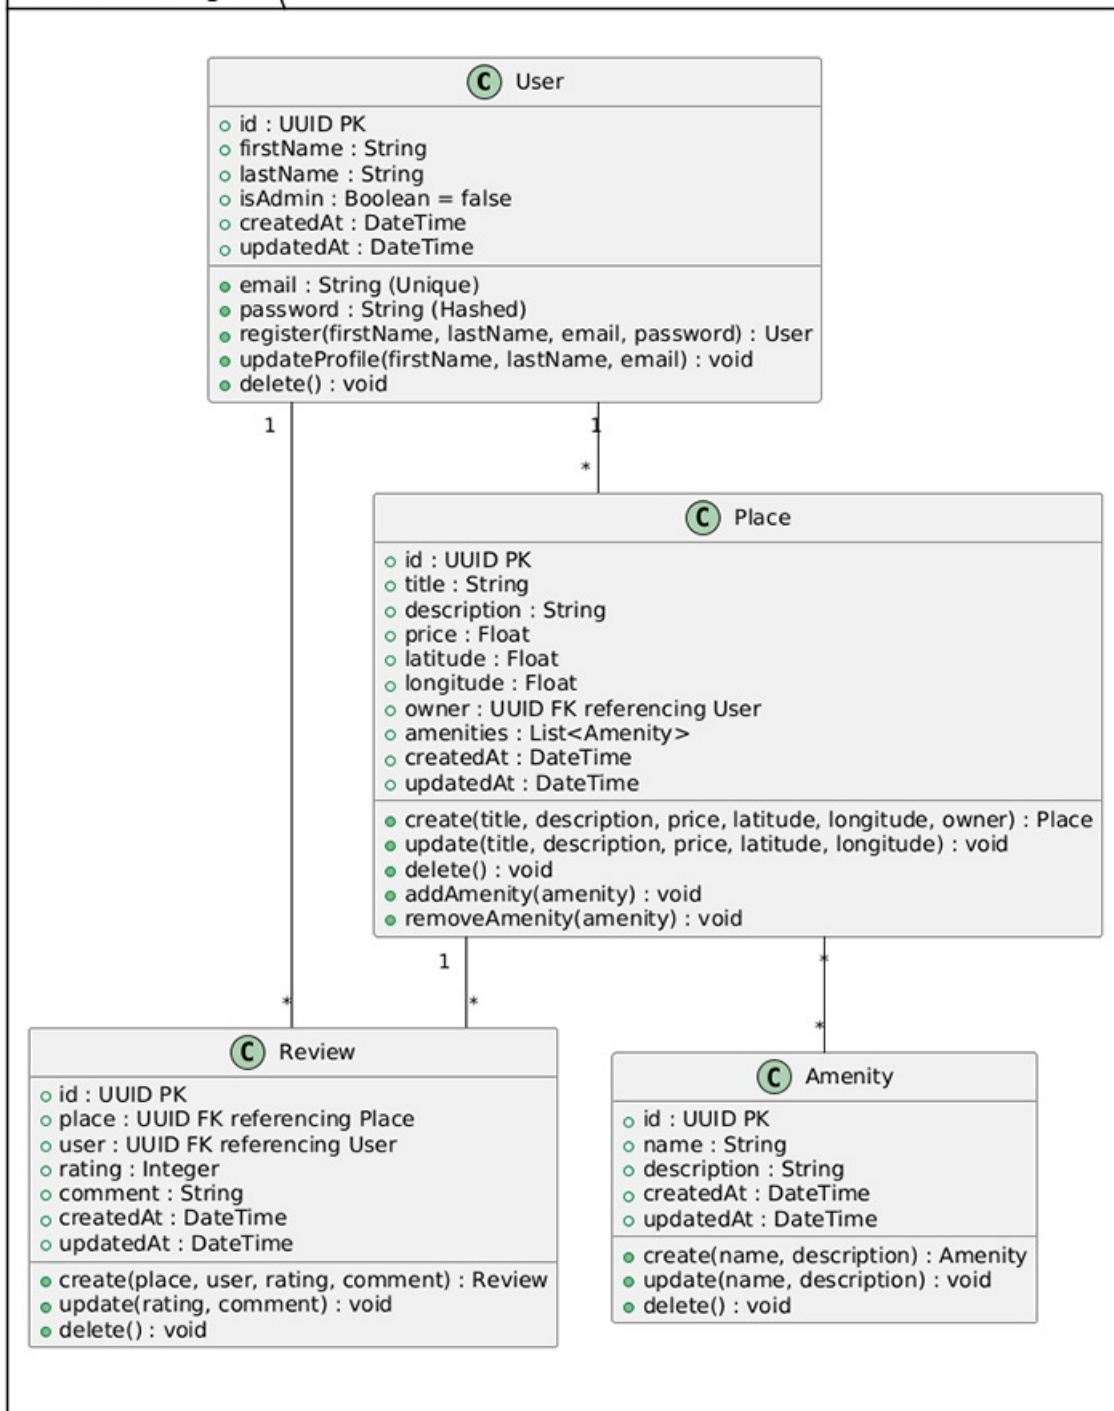 C User
id : UUID PK
firstName : String
lastName : String
isAdmin : Boolean = false
createdAt : DateTime
updatedAt : DateTime
email : String (Unique)
password : String (Hashed)
register(firstName, lastName, email, password) : User
updateProfile(firstName, lastName, email) : void
delete() : void
1
1
*
C Place
id : UUID PK
title : String
description : String
price : Float
latitude : Float
longitude : Float
owner : UUID FK referencing User
amenities : List<Amenity>
createdAt : DateTime
updatedAt : DateTime
create(title, description, price, latitude, longitude, owner) : Place
update(title, description, price, latitude, longitude) : void
delete() : void
addAmenity(amenity) : void
removeAmenity(amenity) : void
1
*
*
*
*
C Review
id : UUID PK
place : UUID FK referencing Place
user : UUID FK referencing User
rating : Integer
comment : String
createdAt : DateTime
updatedAt : DateTime
create(place, user, rating, comment) : Review
update(rating, comment) : void
delete() : void
C Amenity
id : UUID PK
name : String
description : String
createdAt : DateTime
updatedAt : DateTime
create(name, description) : Amenity
update(name, description) : void
delete() : void